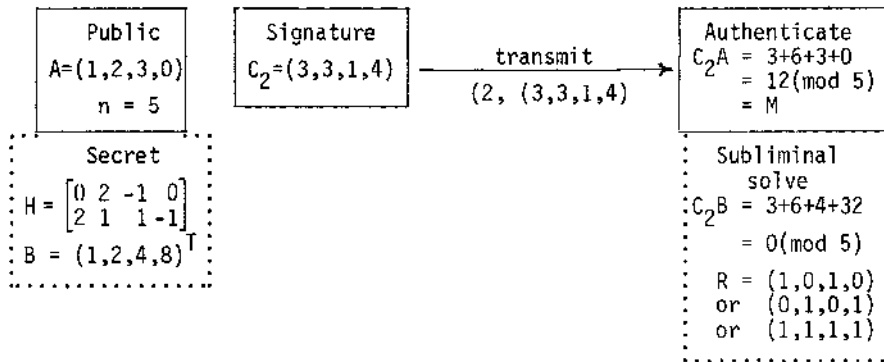 Public
A=(1,2,3,0)
n = 5
Signature
C₂=(3,3,1,4)
transmit
(2, (3,3,1,4)
Authenticate
C₂A = 3+6+3+0
= 12(mod 5)
= M
Secret
H = [0 2 -1 0
2 1 1 -1]
B = (1,2,4,8)ᵀ
Subliminal
solve
C₂B = 3+6+4+32
= 0(mod 5)
R = (1,0,1,0)
or (0,1,0,1)
or (1,1,1,1)